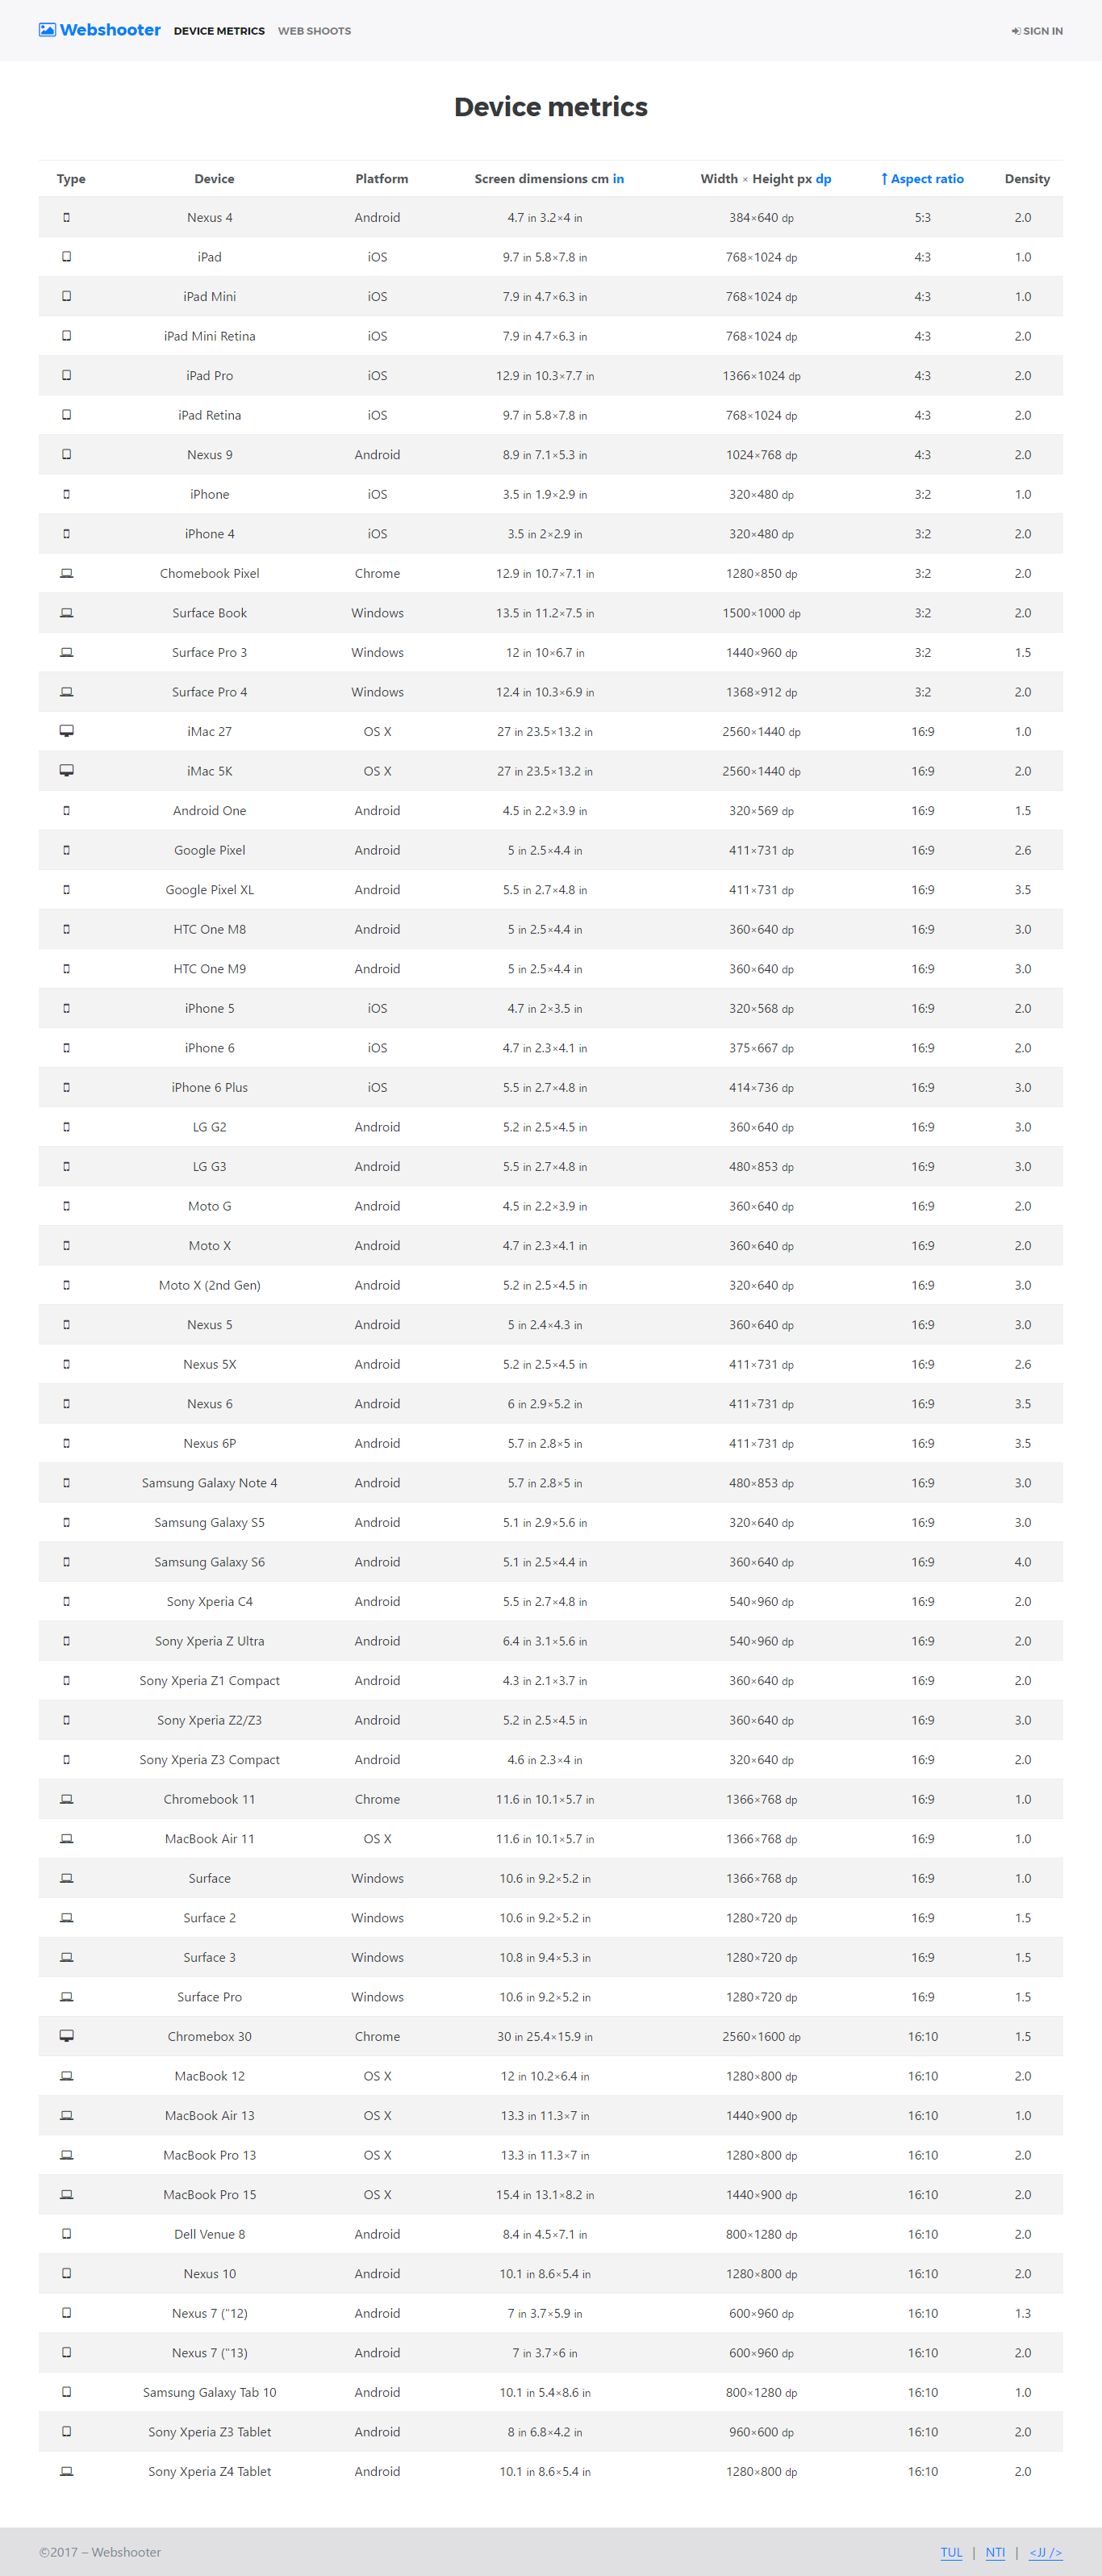 Webshooter DEVICE METRICS WEB SHOOTS SIGN IN
Device metrics
Type Device Platform Screen dimensions cm in Width × Height px dp ↑ Aspect ratio Density
Nexus 4 Android 4.7 in 3.2×4 in 384×640 dp 5:3 2.0
iPad iOS 9.7 in 5.8×7.8 in 768×1024 dp 4:3 1.0
iPad Mini iOS 7.9 in 4.7×6.3 in 768×1024 dp 4:3 1.0
iPad Mini Retina iOS 7.9 in 4.7×6.3 in 768×1024 dp 4:3 2.0
iPad Pro iOS 12.9 in 10.3×7.7 in 1366×1024 dp 4:3 2.0
iPad Retina iOS 9.7 in 5.8×7.8 in 768×1024 dp 4:3 2.0
Nexus 9 Android 8.9 in 7.1×5.3 in 1024×768 dp 4:3 2.0
iPhone iOS 3.5 in 1.9×2.9 in 320×480 dp 3:2 1.0
iPhone 4 iOS 3.5 in 2×2.9 in 320×480 dp 3:2 2.0
Chomebook Pixel Chrome 12.9 in 10.7×7.1 in 1280×850 dp 3:2 2.0
Surface Book Windows 13.5 in 11.2×7.5 in 1500×1000 dp 3:2 2.0
Surface Pro 3 Windows 12 in 10×6.7 in 1440×960 dp 3:2 1.5
Surface Pro 4 Windows 12.4 in 10.3×6.9 in 1368×912 dp 3:2 2.0
iMac 27 OS X 27 in 23.5×13.2 in 2560×1440 dp 16:9 1.0
iMac 5K OS X 27 in 23.5×13.2 in 2560×1440 dp 16:9 2.0
Android One Android 4.5 in 2.2×3.9 in 320×569 dp 16:9 1.5
Google Pixel Android 5 in 2.5×4.4 in 411×731 dp 16:9 2.6
Google Pixel XL Android 5.5 in 2.7×4.8 in 411×731 dp 16:9 3.5
HTC One M8 Android 5 in 2.5×4.4 in 360×640 dp 16:9 3.0
HTC One M9 Android 5 in 2.5×4.4 in 360×640 dp 16:9 3.0
iPhone 5 iOS 4.7 in 2×3.5 in 320×568 dp 16:9 2.0
iPhone 6 iOS 4.7 in 2.3×4.1 in 375×667 dp 16:9 2.0
iPhone 6 Plus iOS 5.5 in 2.7×4.8 in 414×736 dp 16:9 3.0
LG G2 Android 5.2 in 2.5×4.5 in 360×640 dp 16:9 3.0
LG G3 Android 5.5 in 2.7×4.8 in 480×853 dp 16:9 3.0
Moto G Android 4.5 in 2.2×3.9 in 360×640 dp 16:9 2.0
Moto X Android 4.7 in 2.3×4.1 in 360×640 dp 16:9 2.0
Moto X (2nd Gen) Android 5.2 in 2.5×4.5 in 320×640 dp 16:9 3.0
Nexus 5 Android 5 in 2.4×4.3 in 360×640 dp 16:9 3.0
Nexus 5X Android 5.2 in 2.5×4.5 in 411×731 dp 16:9 2.6
Nexus 6 Android 6 in 2.9×5.2 in 411×731 dp 16:9 3.5
Nexus 6P Android 5.7 in 2.8×5 in 411×731 dp 16:9 3.5
Samsung Galaxy Note 4 Android 5.7 in 2.8×5 in 480×853 dp 16:9 3.0
Samsung Galaxy S5 Android 5.1 in 2.9×5.6 in 320×640 dp 16:9 3.0
Samsung Galaxy S6 Android 5.1 in 2.5×4.4 in 360×640 dp 16:9 4.0
Sony Xperia C4 Android 5.5 in 2.7×4.8 in 540×960 dp 16:9 2.0
Sony Xperia Z Ultra Android 6.4 in 3.1×5.6 in 540×960 dp 16:9 2.0
Sony Xperia Z1 Compact Android 4.3 in 2.1×3.7 in 360×640 dp 16:9 2.0
Sony Xperia Z2/Z3 Android 5.2 in 2.5×4.5 in 360×640 dp 16:9 3.0
Sony Xperia Z3 Compact Android 4.6 in 2.3×4 in 320×640 dp 16:9 2.0
Chromebook 11 Chrome 11.6 in 10.1×5.7 in 1366×768 dp 16:9 1.0
MacBook Air 11 OS X 11.6 in 10.1×5.7 in 1366×768 dp 16:9 1.0
Surface Windows 10.6 in 9.2×5.2 in 1366×768 dp 16:9 1.0
Surface 2 Windows 10.6 in 9.2×5.2 in 1280×720 dp 16:9 1.5
Surface 3 Windows 10.8 in 9.4×5.3 in 1280×720 dp 16:9 1.5
Surface Pro Windows 10.6 in 9.2×5.2 in 1280×720 dp 16:9 1.5
Chromebox 30 Chrome 30 in 25.4×15.9 in 2560×1600 dp 16:10 1.5
MacBook 12 OS X 12 in 10.2×6.4 in 1280×800 dp 16:10 2.0
MacBook Air 13 OS X 13.3 in 11.3×7 in 1440×900 dp 16:10 1.0
MacBook Pro 13 OS X 13.3 in 11.3×7 in 1280×800 dp 16:10 2.0
MacBook Pro 15 OS X 15.4 in 13.1×8.2 in 1440×900 dp 16:10 2.0
Dell Venue 8 Android 8.4 in 4.5×7.1 in 800×1280 dp 16:10 2.0
Nexus 10 Android 10.1 in 8.6×5.4 in 1280×800 dp 16:10 2.0
Nexus 7 ("12) Android 7 in 3.7×5.9 in 600×960 dp 16:10 1.3
Nexus 7 ("13) Android 7 in 3.7×6 in 600×960 dp 16:10 2.0
Samsung Galaxy Tab 10 Android 10.1 in 5.4×8.6 in 800×1280 dp 16:10 1.0
Sony Xperia Z3 Tablet Android 8 in 6.8×4.2 in 960×600 dp 16:10 2.0
Sony Xperia Z4 Tablet Android 10.1 in 8.6×5.4 in 1280×800 dp 16:10 2.0
©2017 – Webshooter TUL | NTI | <JJ />